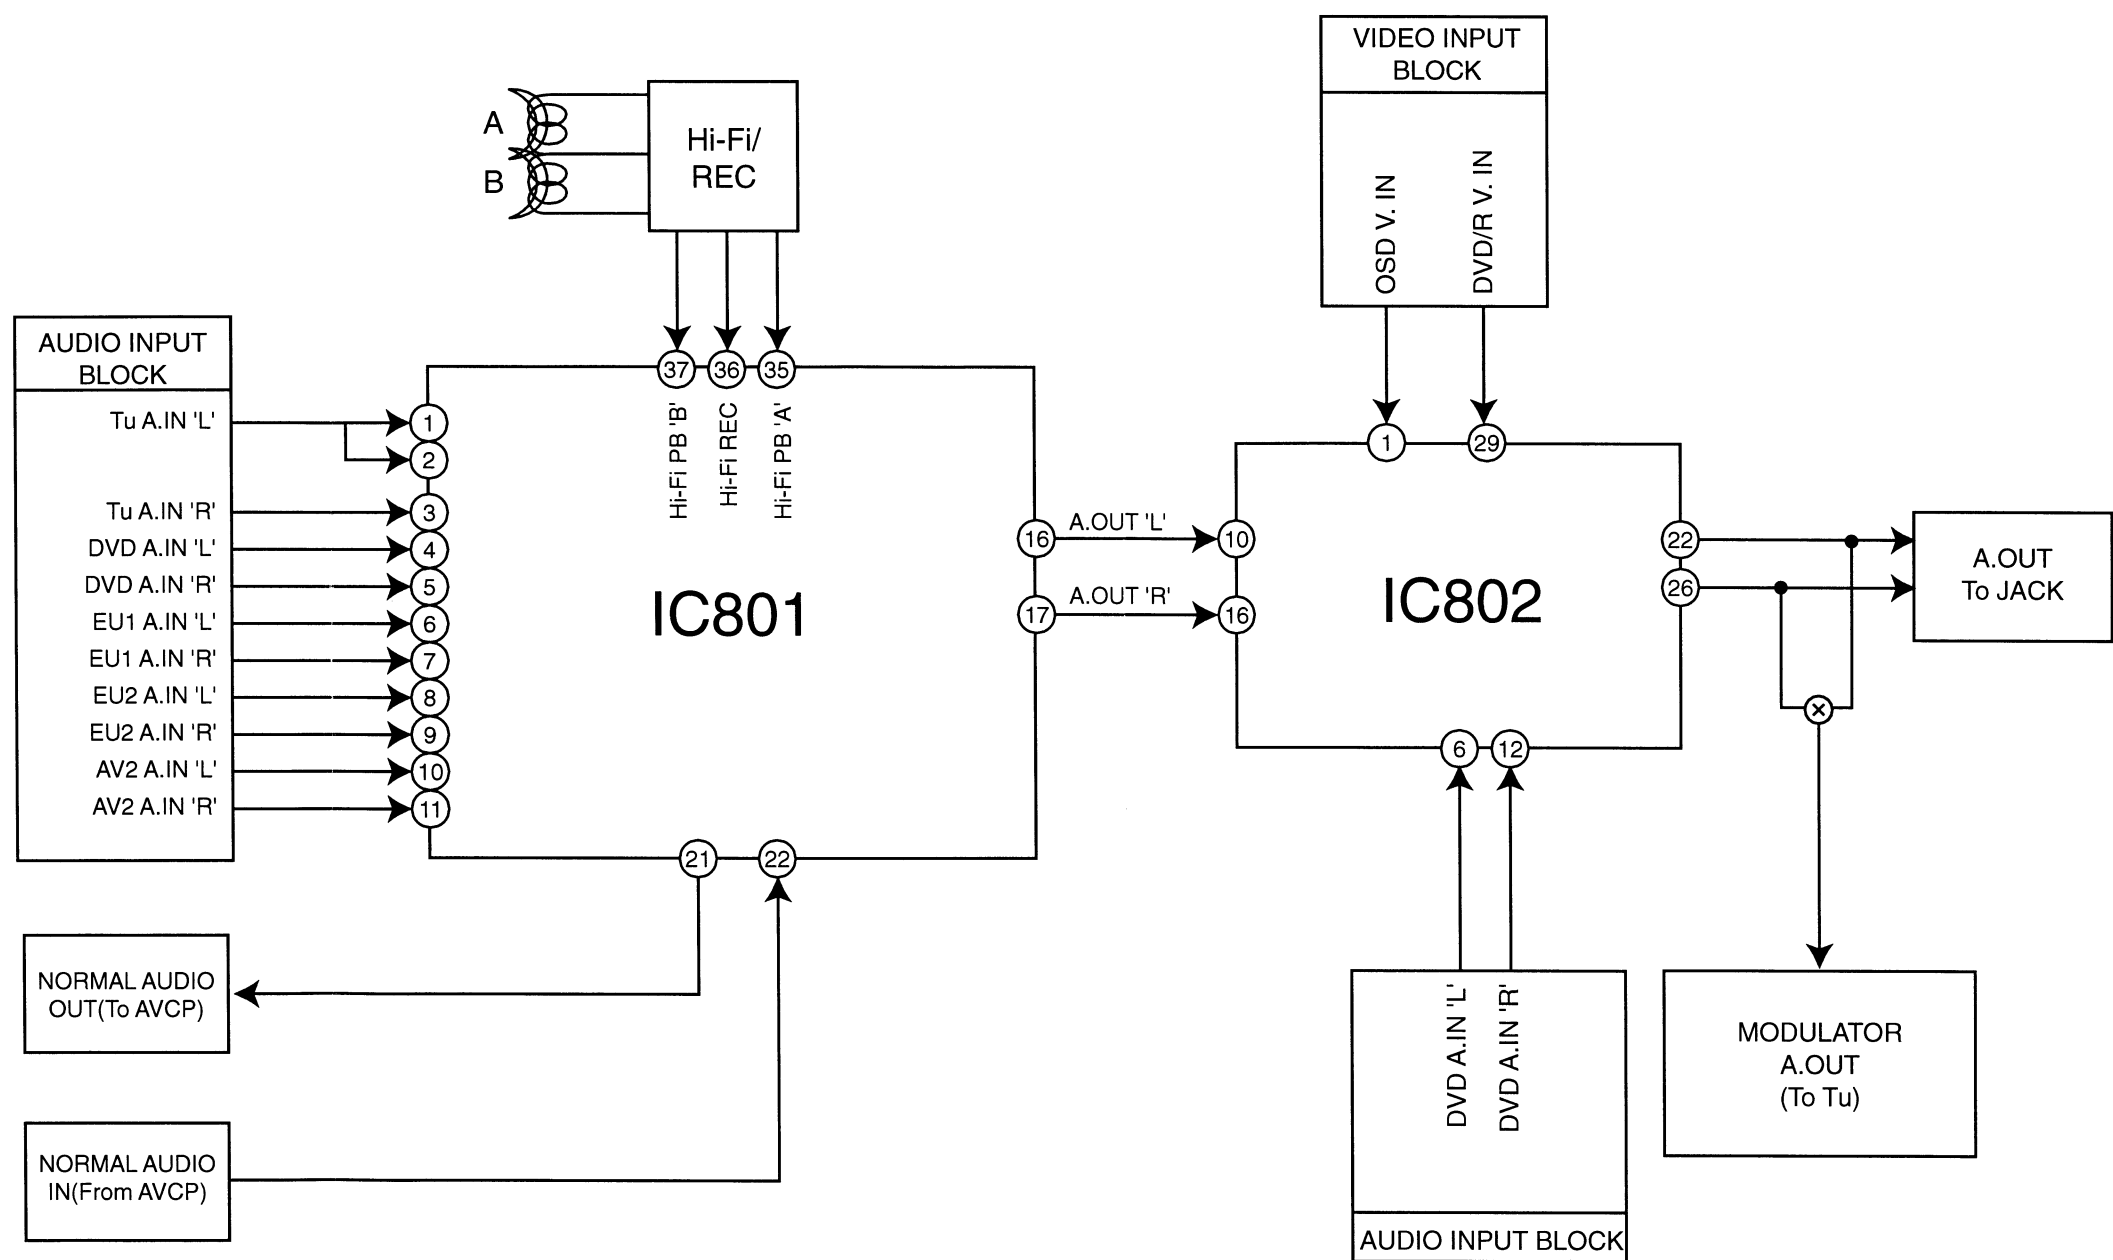 VIDEO INPUT
BLOCK
OSD V. IN
DVD/R V. IN
A
B
Hi-Fi/
REC
AUDIO INPUT
BLOCK
Tu A.IN 'L'
Tu A.IN 'R'
DVD A.IN 'L'
DVD A.IN 'R'
EU1 A.IN 'L'
EU1 A.IN 'R'
EU2 A.IN 'L'
EU2 A.IN 'R'
AV2 A.IN 'L'
AV2 A.IN 'R'
1
2
3
4
5
6
7
8
9
10
11
37
36
35
Hi-Fi PB 'B'
Hi-Fi REC
Hi-Fi PB 'A'
IC801
16
17
21
22
A.OUT 'L'
A.OUT 'R'
10
16
1
29
IC802
22
26
6
12
A.OUT
To JACK
NORMAL AUDIO
OUT(To AVCP)
NORMAL AUDIO
IN(From AVCP)
DVD A.IN 'L'
DVD A.IN 'R'
AUDIO INPUT BLOCK
MODULATOR
A.OUT
(To Tu)